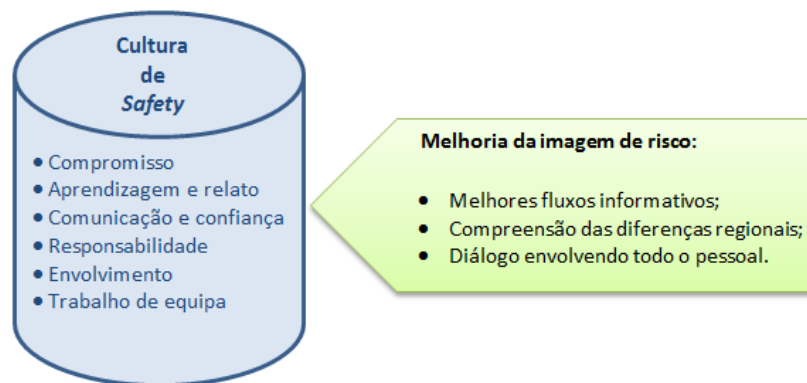 Cultura
de
Safety
• Compromisso
• Aprendizagem e relato
• Comunicação e confiança
• Responsabilidade
• Envolvimento
• Trabalho de equipa
Melhoria da imagem de risco:
• Melhores fluxos informativos;
• Compreensão das diferenças regionais;
• Diálogo envolvendo todo o pessoal.